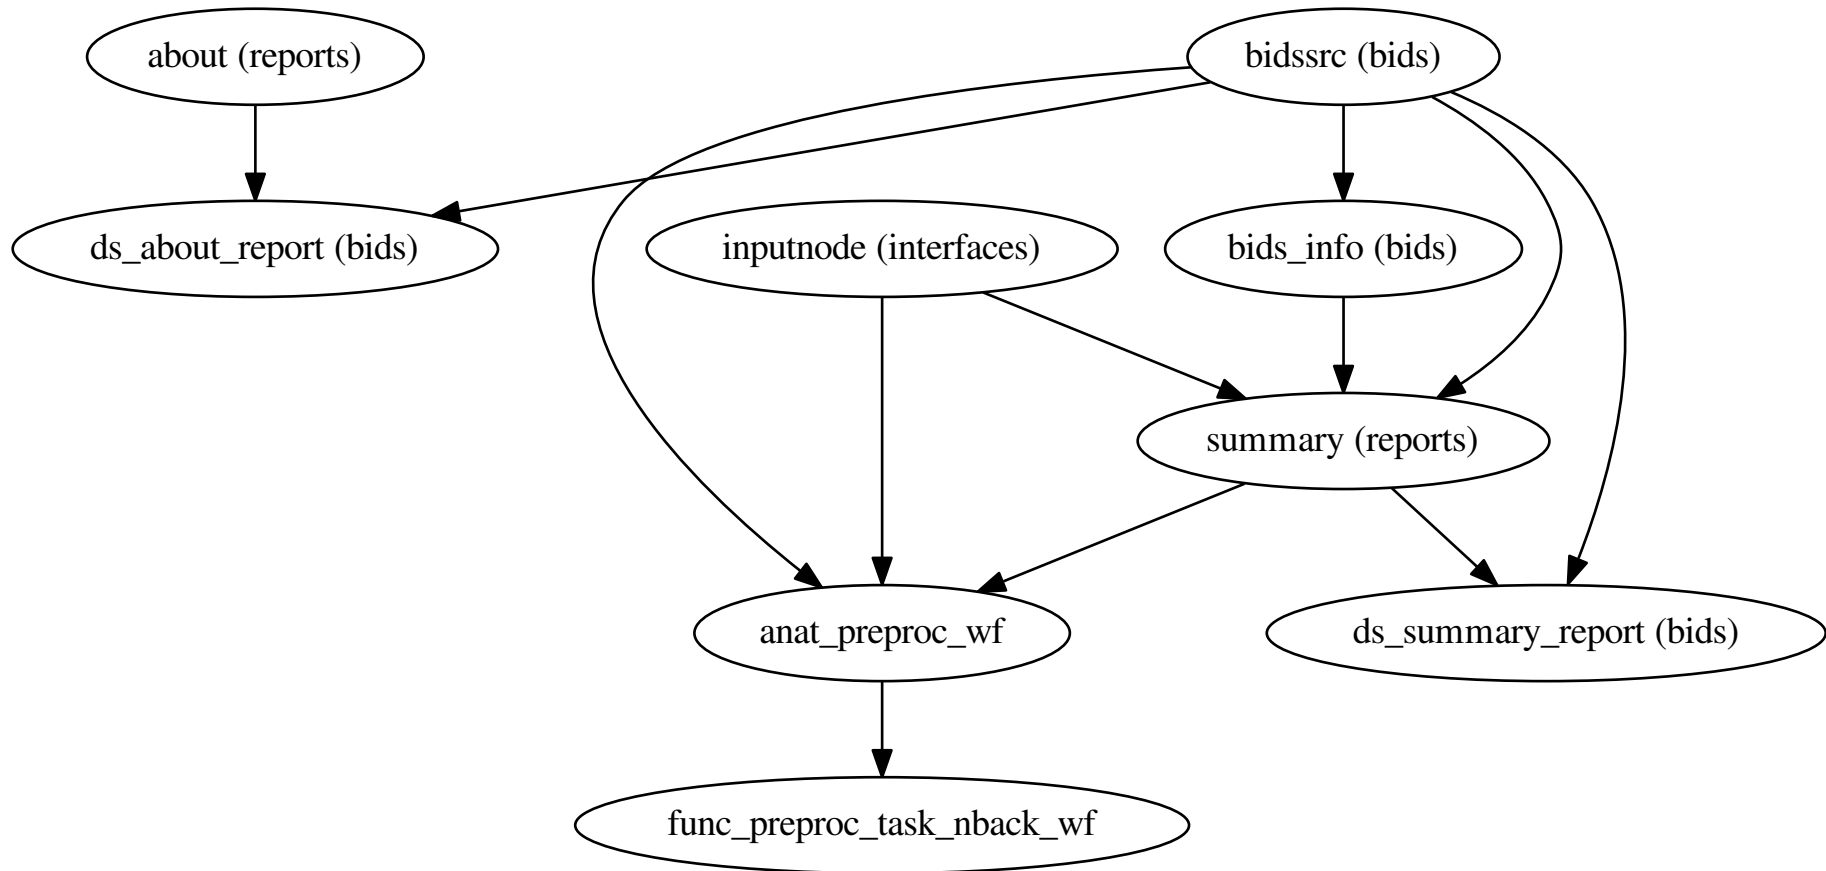 about (reports)
bidssrc (bids)
ds_about_report (bids)
inputnode (interfaces)
bids_info (bids)
summary (reports)
anat_preproc_wf
ds_summary_report (bids)
func_preproc_task_nback_wf